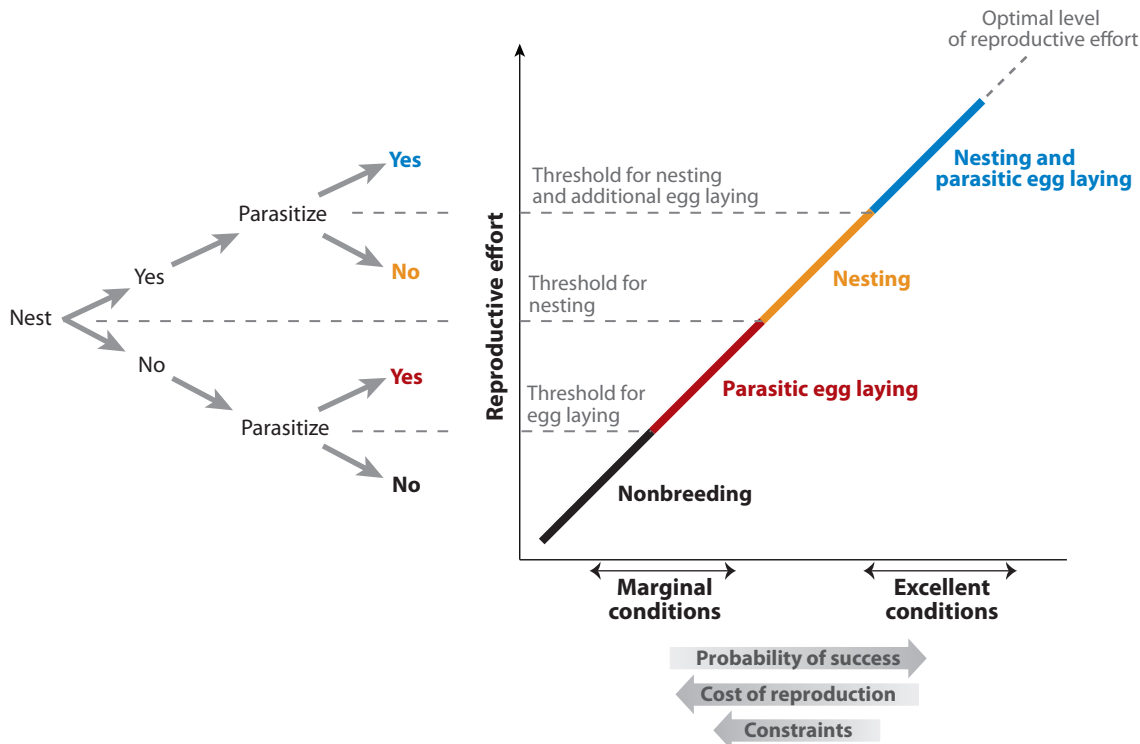 Optimal level
of reproductive effort
Yes
Threshold for nesting
and additional egg laying
Nesting and
parasitic egg laying
Parasitize
Yes
No
Threshold for
nesting
Nesting
Nest
Reproductive effort
No
Yes
Parasitic egg laying
Threshold for
egg laying
Parasitize
No
Nonbreeding
Marginal
conditions
Excellent
conditions
Probability of success
Cost of reproduction
Constraints